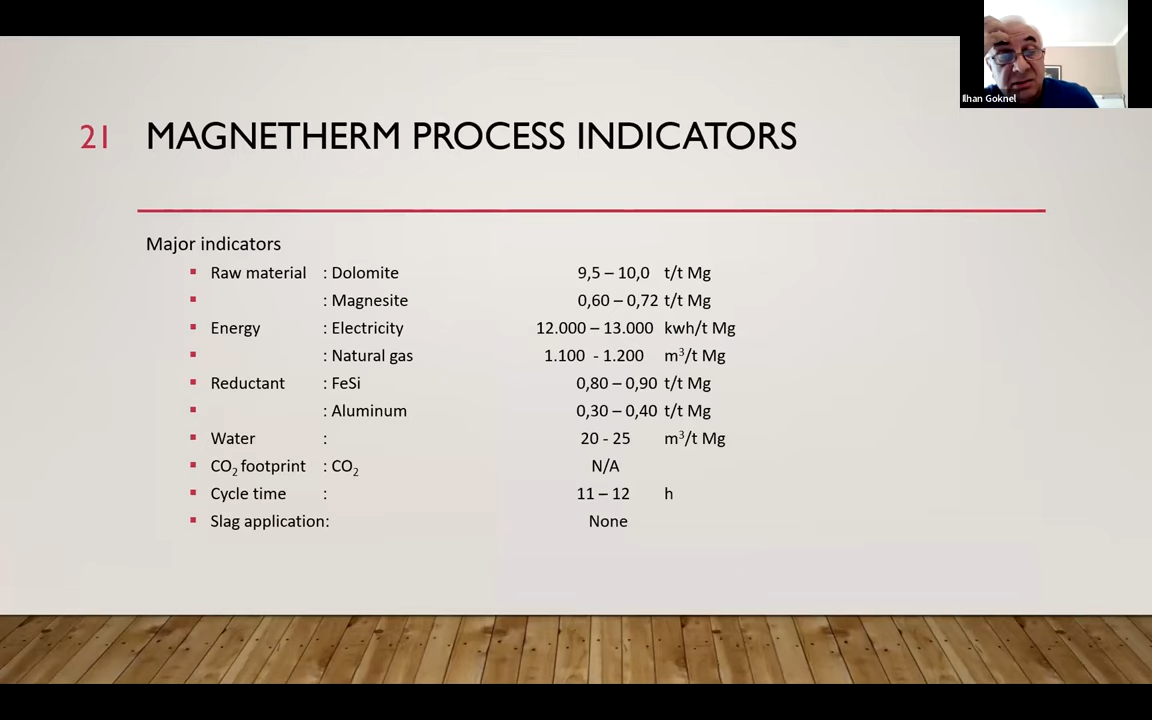 Ilhan Goknel
21 MAGNETHERM PROCESS INDICATORS
Major indicators
▪ Raw material : Dolomite 9,5 – 10,0 t/t Mg
▪ : Magnesite 0,60 – 0,72 t/t Mg
▪ Energy : Electricity 12.000 – 13.000 kwh/t Mg
▪ : Natural gas 1.100 - 1.200 m³/t Mg
▪ Reductant : FeSi 0,80 – 0,90 t/t Mg
▪ : Aluminum 0,30 – 0,40 t/t Mg
▪ Water : 20 - 25 m³/t Mg
▪ CO₂ footprint : CO₂ N/A
▪ Cycle time : 11 – 12 h
▪ Slag application: None